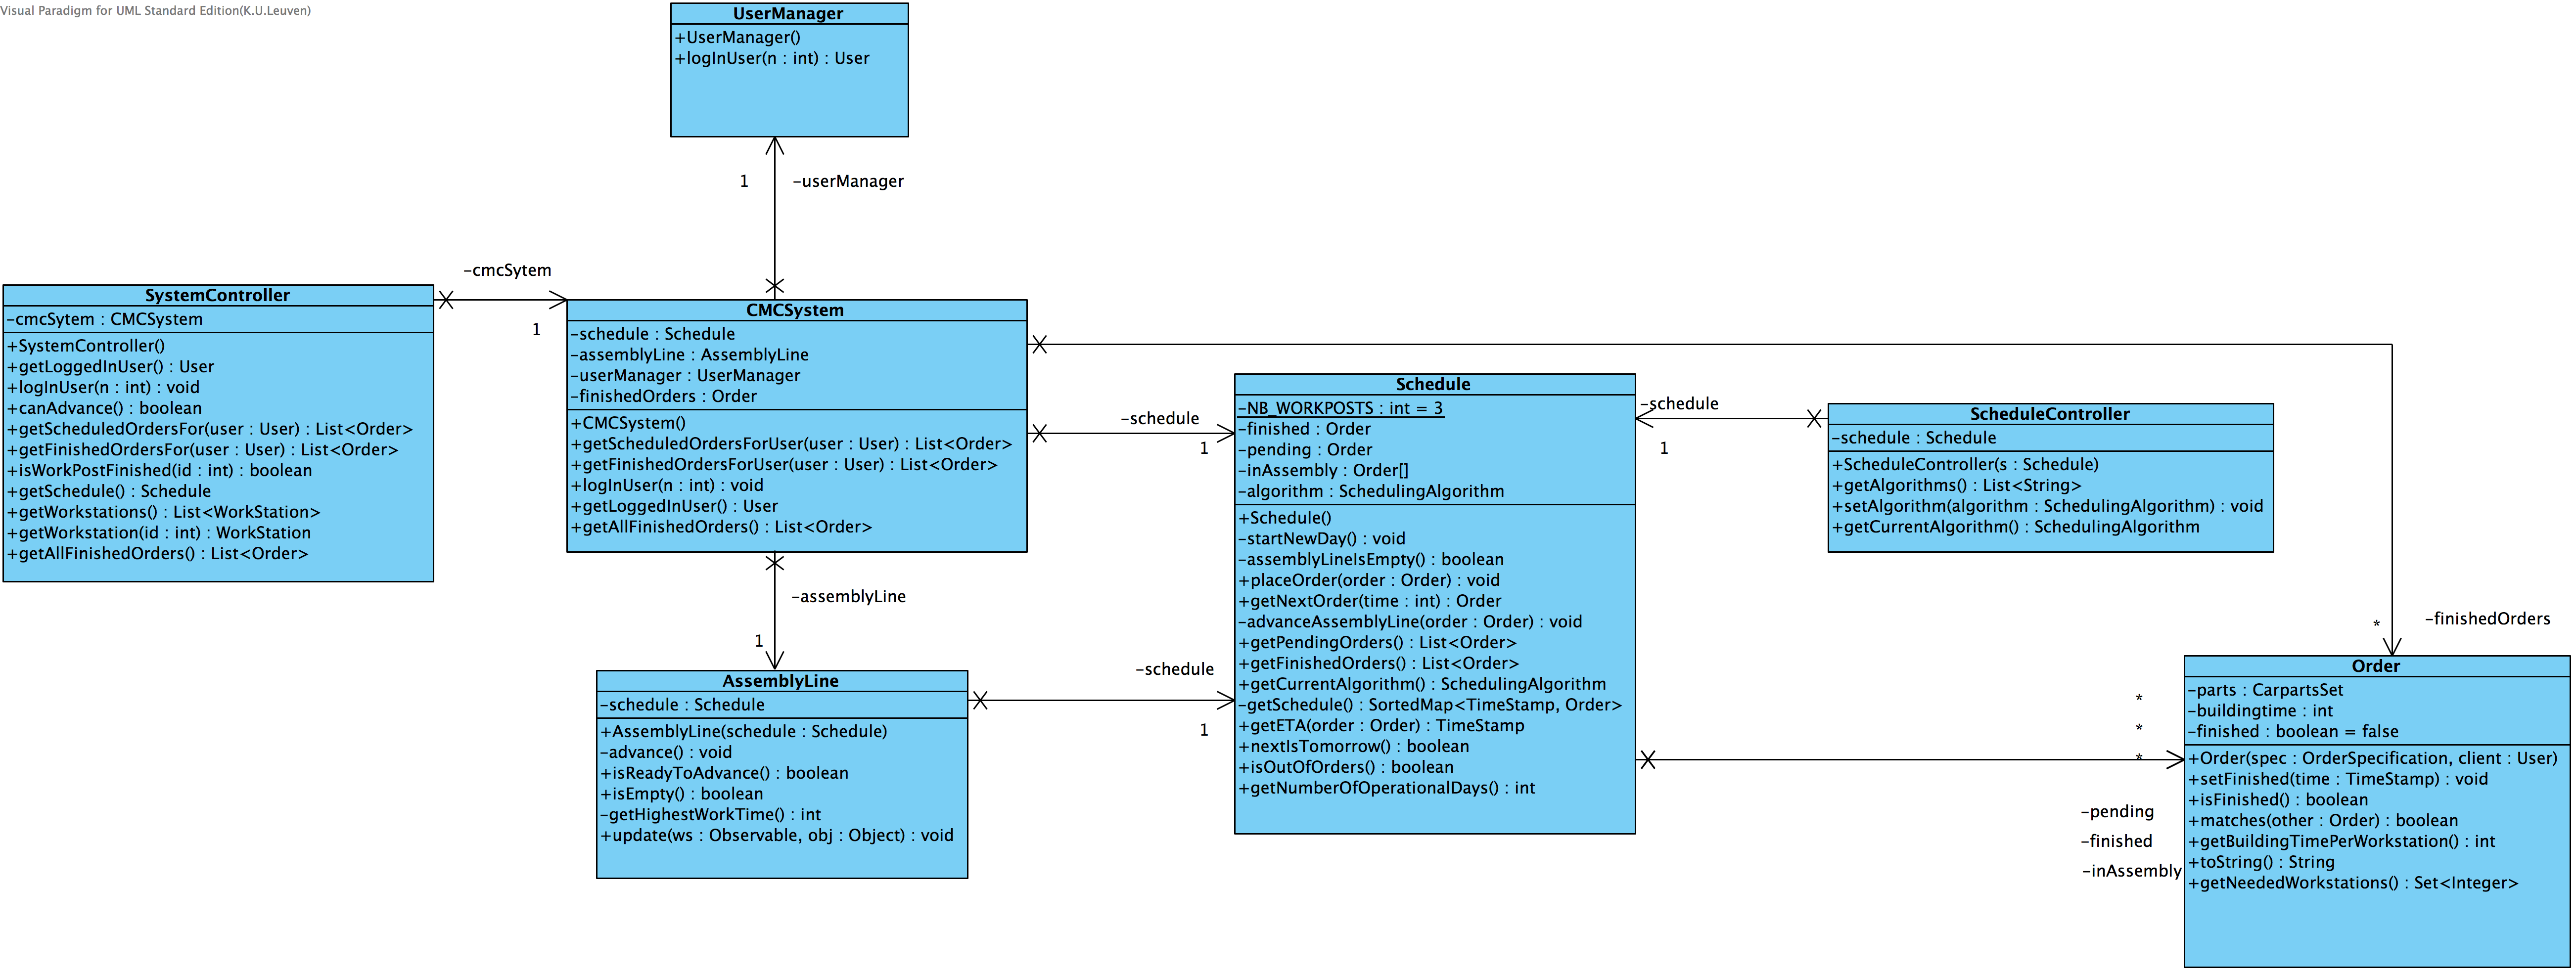 Visual Paradigm for UML Standard Edition(K.U.Leuven)
UserManager
+UserManager()
+logInUser(n : int) : User
1
-userManager
-cmcSytem
1
SystemController
-cmcSytem : CMCSystem
+SystemController()
+getLoggedInUser() : User
+logInUser(n : int) : void
+canAdvance() : boolean
+getScheduledOrdersFor(user : User) : List<Order>
+getFinishedOrdersFor(user : User) : List<Order>
+isWorkPostFinished(id : int) : boolean
+getSchedule() : Schedule
+getWorkstations() : List<WorkStation>
+getWorkstation(id : int) : WorkStation
+getAllFinishedOrders() : List<Order>
CMCSystem
-schedule : Schedule
-assemblyLine : AssemblyLine
-userManager : UserManager
-finishedOrders : Order
+CMCSystem()
+getScheduledOrdersForUser(user : User) : List<Order>
+getFinishedOrdersForUser(user : User) : List<Order>
+logInUser(n : int) : void
+getLoggedInUser() : User
+getAllFinishedOrders() : List<Order>
-schedule
1
-assemblyLine
1
AssemblyLine
-schedule : Schedule
+AssemblyLine(schedule : Schedule)
-advance() : void
+isReadyToAdvance() : boolean
+isEmpty() : boolean
-getHighestWorkTime() : int
+update(ws : Observable, obj : Object) : void
-schedule
1
Schedule
-NB_WORKPOSTS : int = 3
-finished : Order
-pending : Order
-inAssembly : Order[]
-algorithm : SchedulingAlgorithm
+Schedule()
-startNewDay() : void
-assemblyLineIsEmpty() : boolean
+placeOrder(order : Order) : void
+getNextOrder(time : int) : Order
-advanceAssemblyLine(order : Order) : void
+getPendingOrders() : List<Order>
+getFinishedOrders() : List<Order>
+getCurrentAlgorithm() : SchedulingAlgorithm
-getSchedule() : SortedMap<TimeStamp, Order>
+getETA(order : Order) : TimeStamp
+nextIsTomorrow() : boolean
+isOutOfOrders() : boolean
+getNumberOfOperationalDays() : int
-schedule
1
ScheduleController
-schedule : Schedule
+ScheduleController(s : Schedule)
+getAlgorithms() : List<String>
+setAlgorithm(algorithm : SchedulingAlgorithm) : void
+getCurrentAlgorithm() : SchedulingAlgorithm
*
-finishedOrders
*
*
*
-pending
-finished
-inAssembly
Order
-parts : CarpartsSet
-buildingtime : int
-finished : boolean = false
+Order(spec : OrderSpecification, client : User)
+setFinished(time : TimeStamp) : void
+isFinished() : boolean
+matches(other : Order) : boolean
+getBuildingTimePerWorkstation() : int
+toString() : String
+getNeededWorkstations() : Set<Integer>